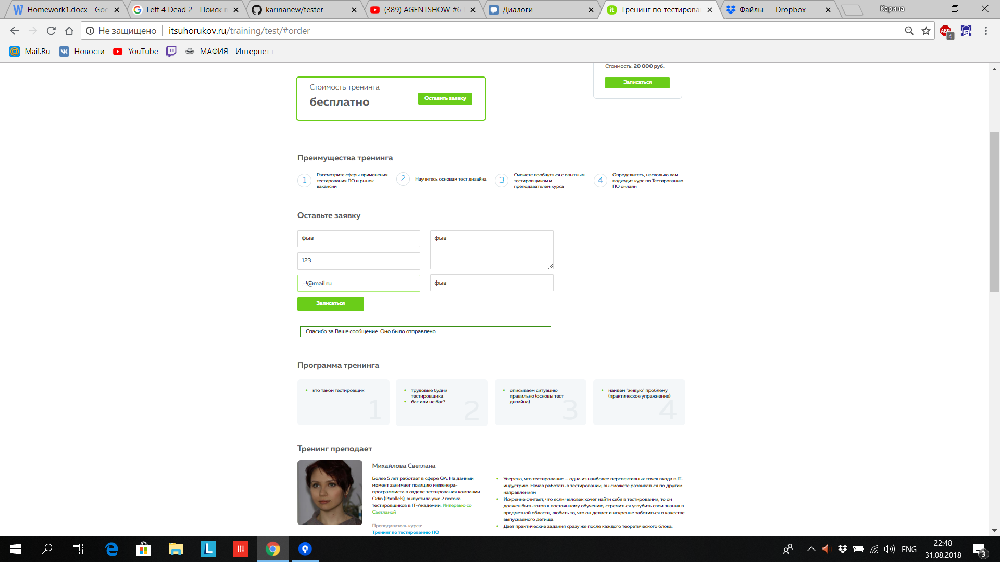 Homework1.docx - Goo
Left 4 Dead 2 - Поиск в
karinanew/tester
(389) AGENTSHOW #6
Диалоги
Тренинг по тестирова
Файлы — Dropbox
Карина
Не защищено
itsuhorukov.ru/training/test/#order
ABP
4
Mail.Ru
Новости
YouTube
МАФИЯ - Интернет
Стоимость: 20 000 руб.
Записаться
Стоимость тренинга
бесплатно
Оставить заявку
Преимущества тренинга
1
Рассмотрите сферы применения
тестирования ПО и рынок
вакансий
2
Научитесь основам тест дизайна
3
Сможете пообщаться с опытным
тестировщиком и
преподавателем курса
4
Определитесь, насколько вам
подходит курс по Тестированию
ПО онлайн
Оставьте заявку
фыв
123
.-!@mail.ru
фыв
фыв
Записаться
Спасибо за Ваше сообщение. Оно было отправлено.
Программа тренинга
кто такой тестировщик
1
трудовые будни
тестировщика
баг или не баг?
2
описываем ситуацию
правильно (основы тест
дизайна)
3
найдём "живую" проблему
(практическое упражнение)
4
Тренинг преподает
Михайлова Светлана
Более 5 лет работает в сфере QA. На данный
момент занимает позицию инженера-
программиста в отделе тестирования компании
Odin (Parallels), выпустила уже 2 потока
тестировщиков в IT-Академии. Интервью со
Светланой
Преподаватель курса:
Тренинг по тестированию ПО
Уверена, что тестирование – одна из наиболее перспективных точек входа в IT-
индустрию. Начав работать в тестировании, вы сможете развиваться по другим
направлениям
Искренне считает, что если человек хочет найти себя в тестировании, то он
должен быть готов к постоянному обучению, стремиться углубить свои знания в
предметной области, любить то, что он делает и искренне заботиться о качестве
выпускаемого детища
Дает практические задания сразу же после каждого теоретического блока.
ENG
22:48
31.08.2018
3